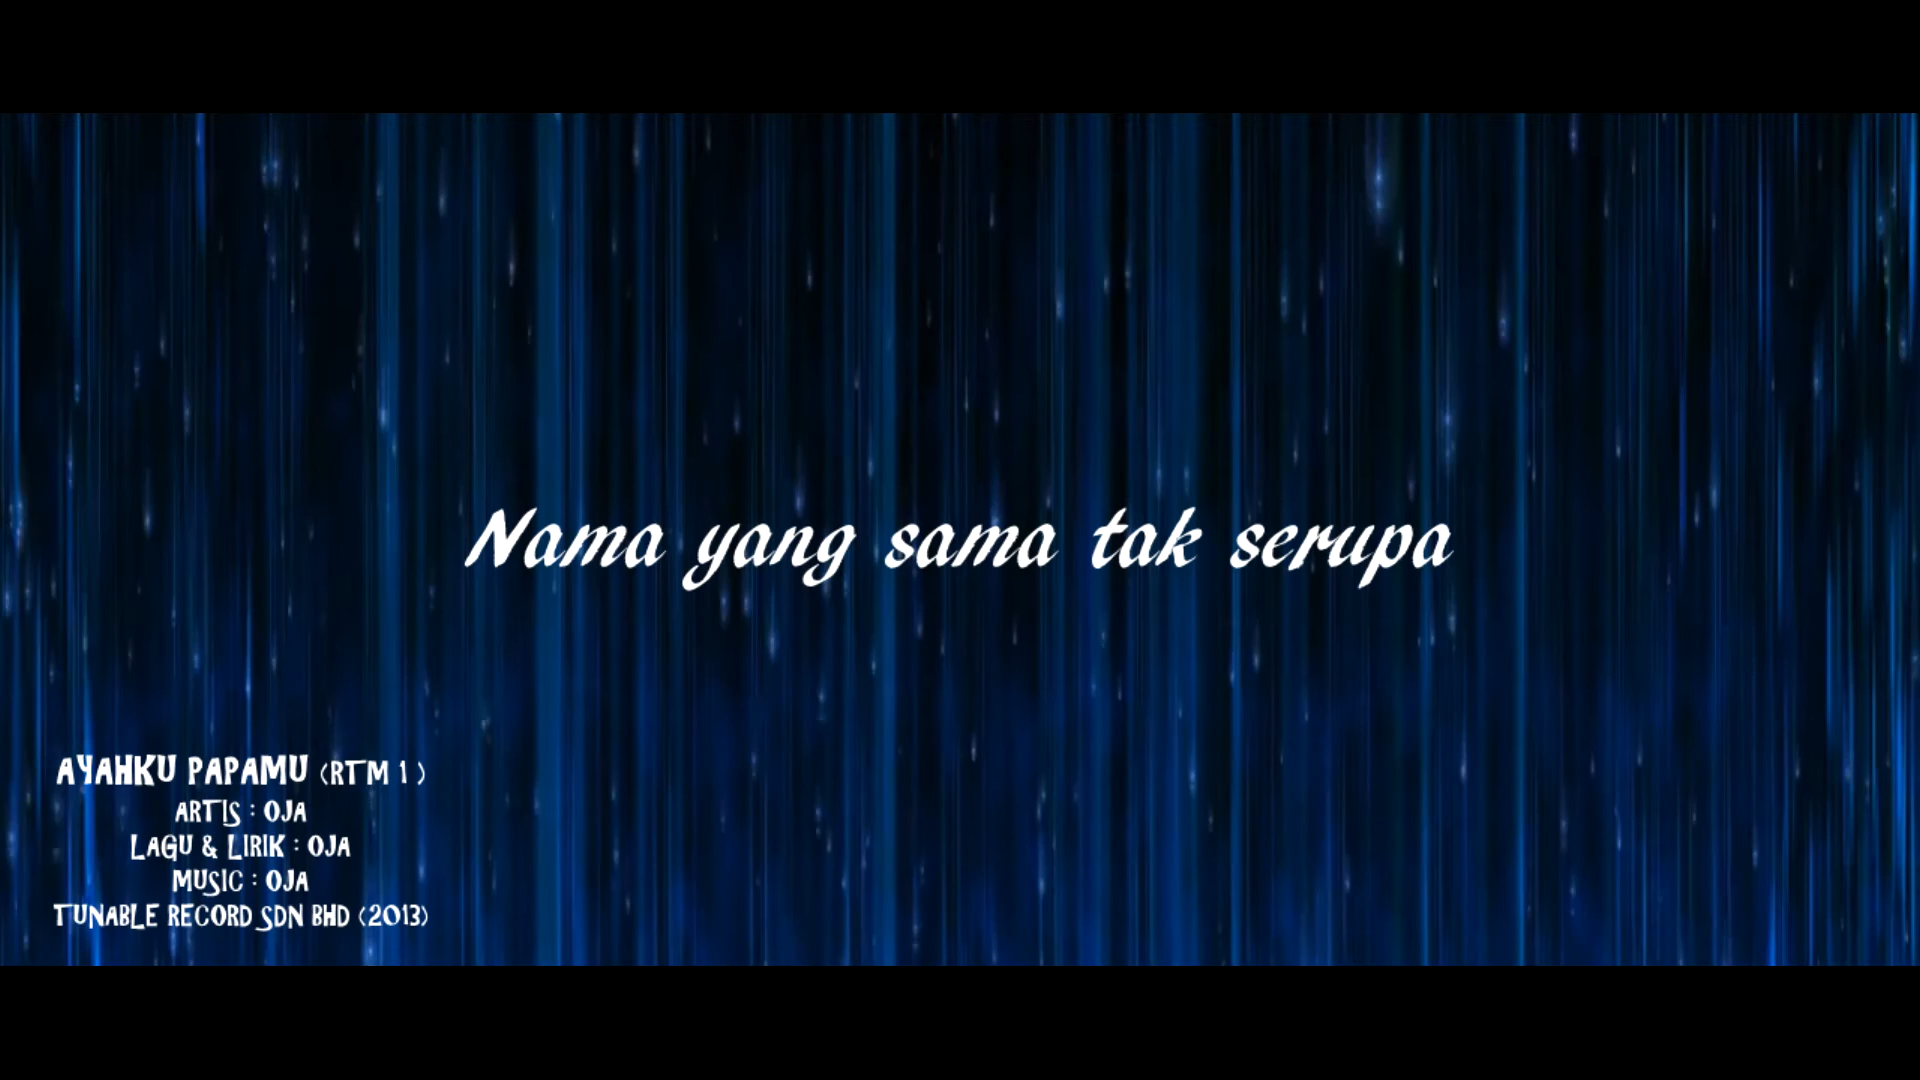 Nama yang sama tak serupa
AYAHKU PAPAMU (RTM 1)
ARTIS : OJA
LAGU & LIRIK : OJA
MUSIC : OJA
TUNABLE RECORD SDN BHD (2013)